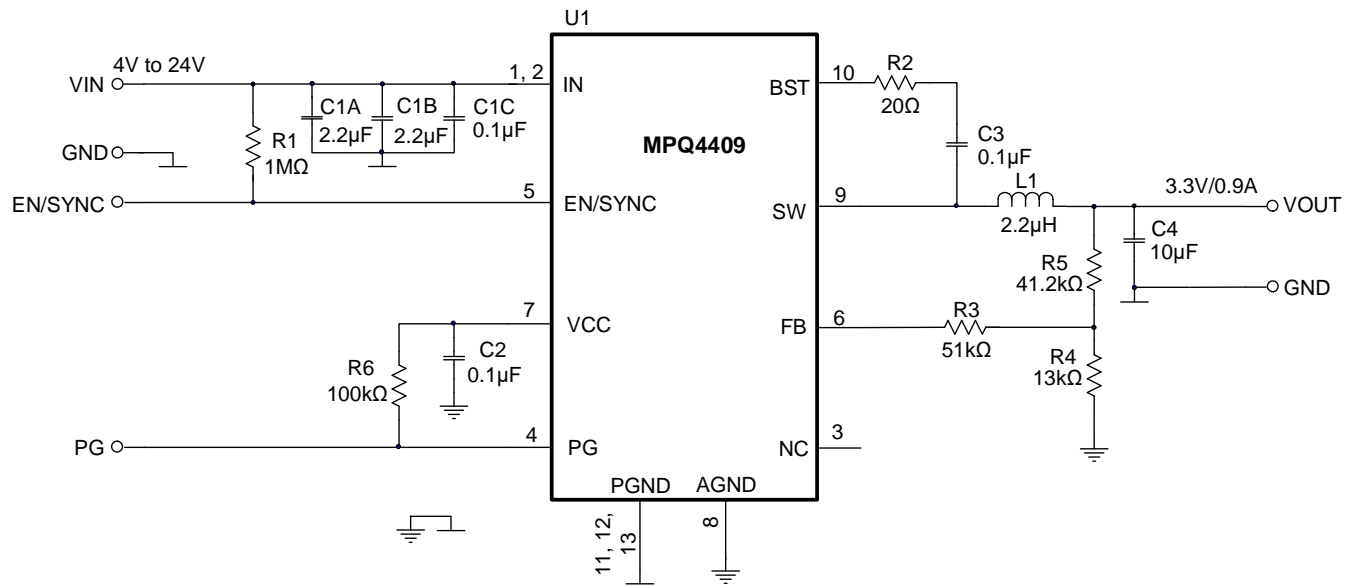 U1
4V to 24V
VIN
1, 2
IN
BST
10
R2
20Ω
C1A
2.2µF
C1B
2.2µF
C1C
0.1µF
R1
1MΩ
GND
MPQ4409
C3
0.1µF
EN/SYNC
5
EN/SYNC
SW
9
L1
2.2µH
3.3V/0.9A
VOUT
C4
10µF
R5
41.2kΩ
GND
7
VCC
FB
6
R3
51kΩ
R4
13kΩ
C2
0.1µF
R6
100kΩ
PG
4
PG
NC
3
PGND
AGND
11, 12,
13
8